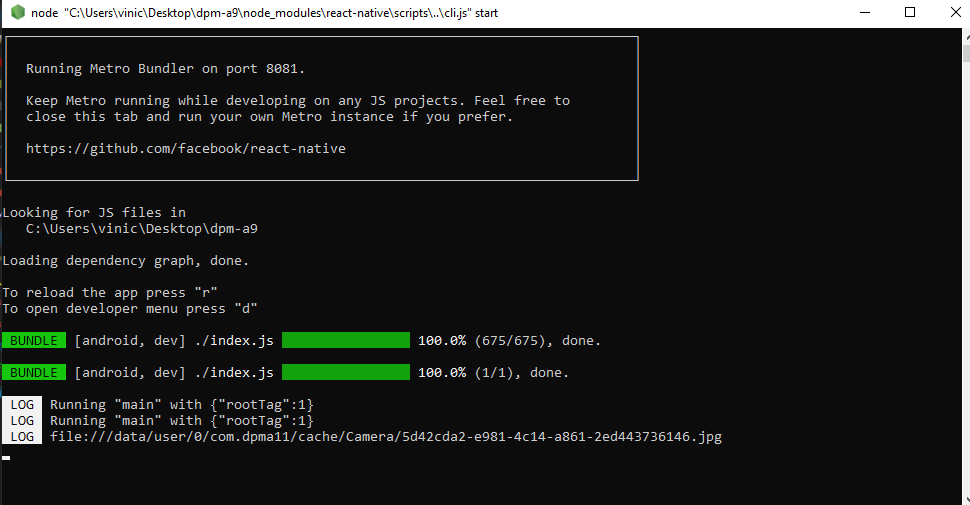 node "C:\Users\vinic\Desktop\dpm-a9\node_modules\react-native\scripts\..\cli.js" start
Running Metro Bundler on port 8081.
Keep Metro running while developing on any JS projects. Feel free to
close this tab and run your own Metro instance if you prefer.
https://github.com/facebook/react-native
Looking for JS files in
C:\Users\vinic\Desktop\dpm-a9
Loading dependency graph, done.
To reload the app press "r"
To open developer menu press "d"
BUNDLE [android, dev] ./index.js 100.0% (675/675), done.
BUNDLE [android, dev] ./index.js 100.0% (1/1), done.
LOG Running "main" with {"rootTag":1}
LOG Running "main" with {"rootTag":1}
LOG file:///data/user/0/com.dpma11/cache/Camera/5d42cda2-e981-4c14-a861-2ed443736146.jpg